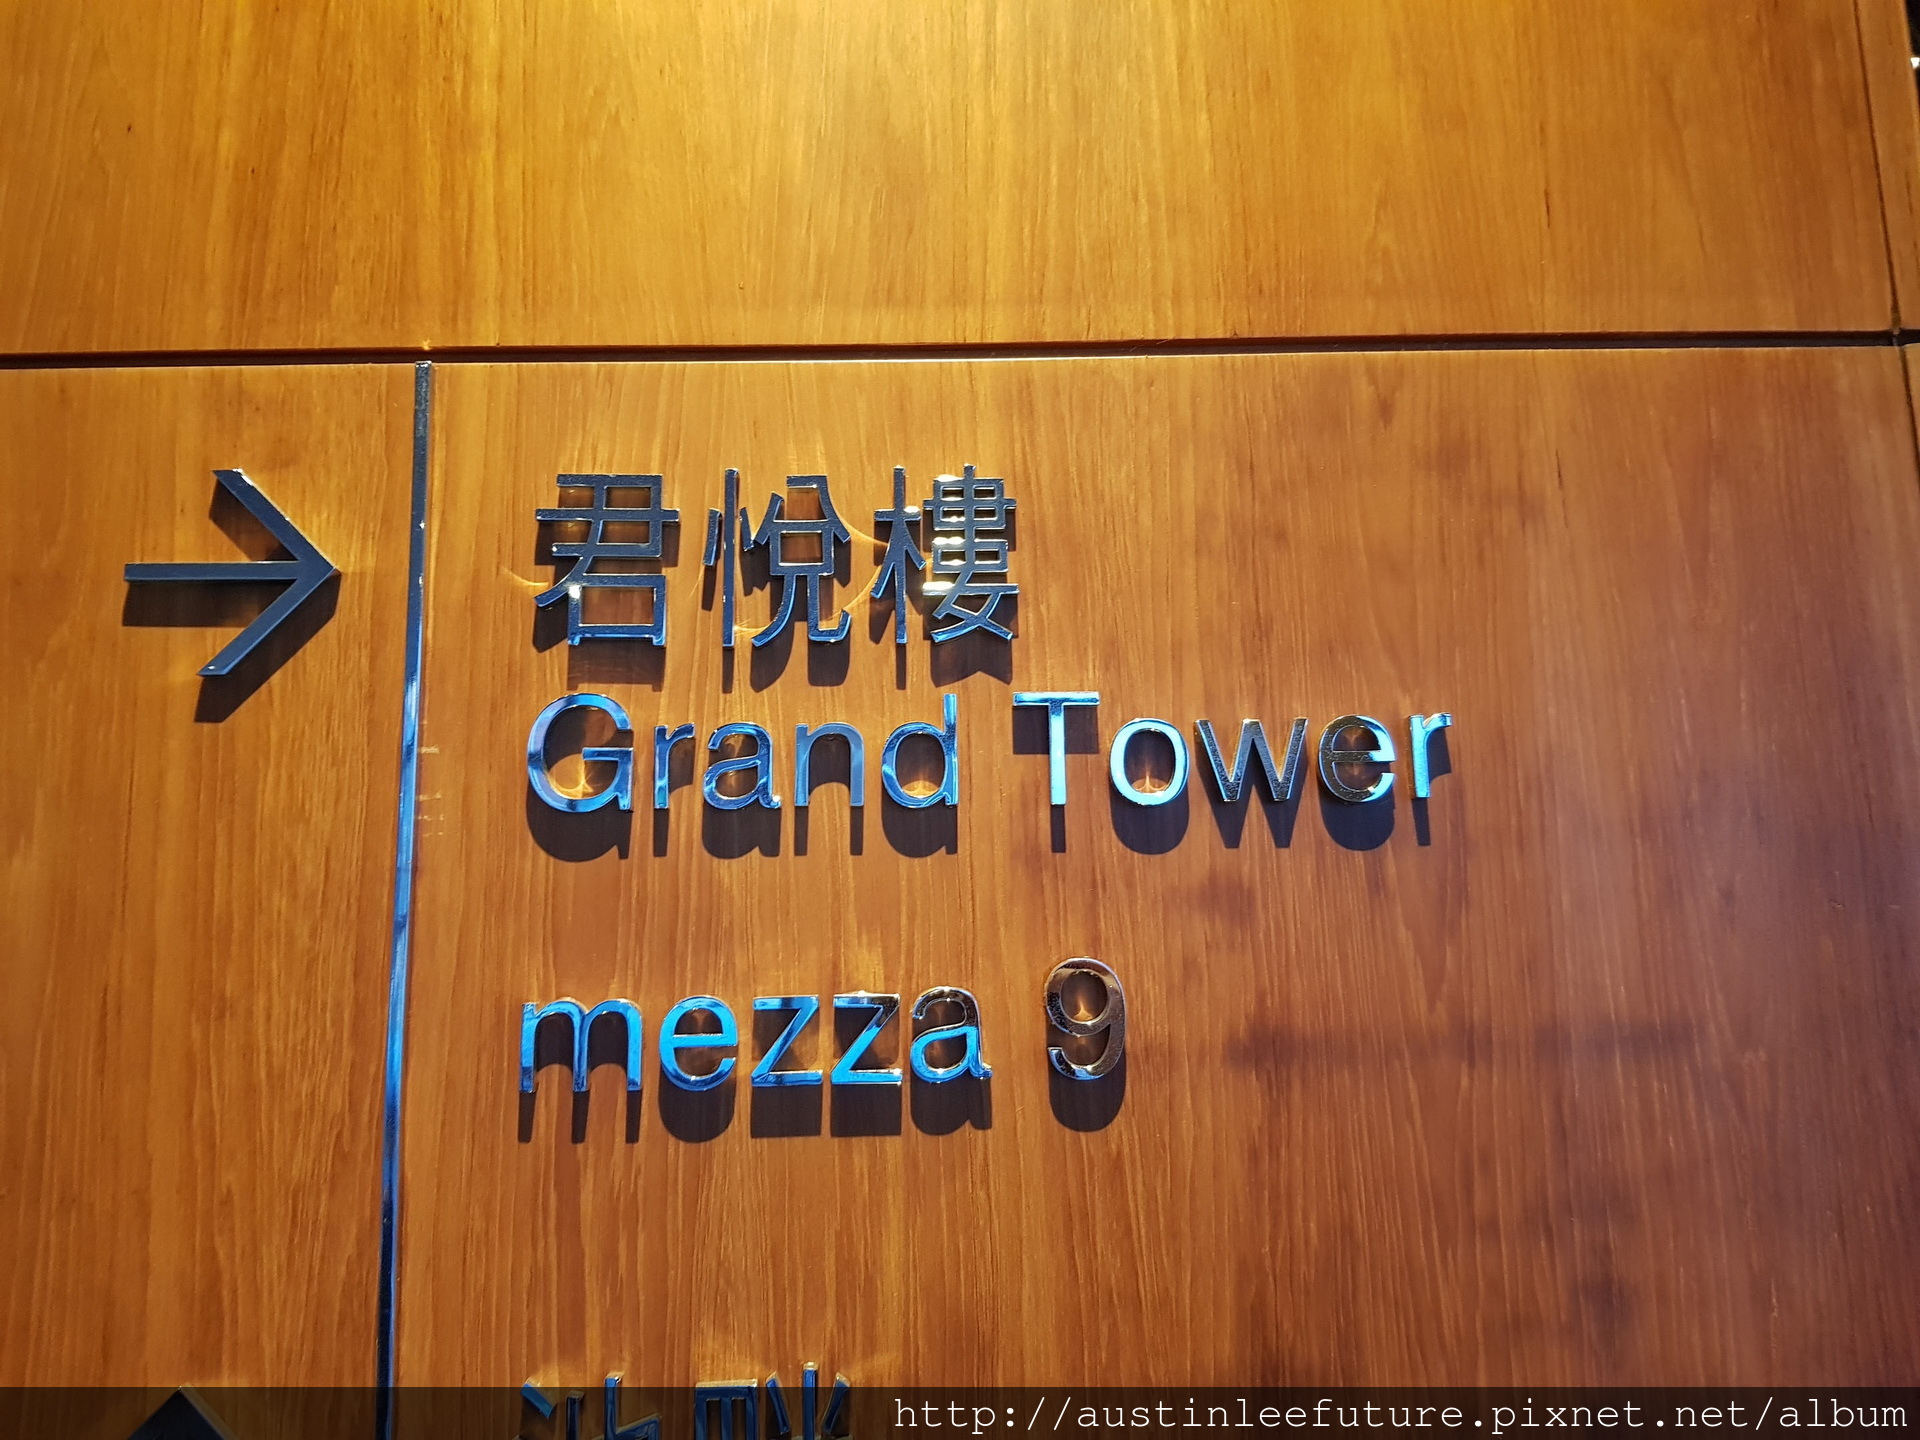 君悅樓
Grand Tower
mezza 9
http://austinleefuture.pixnet.net/album